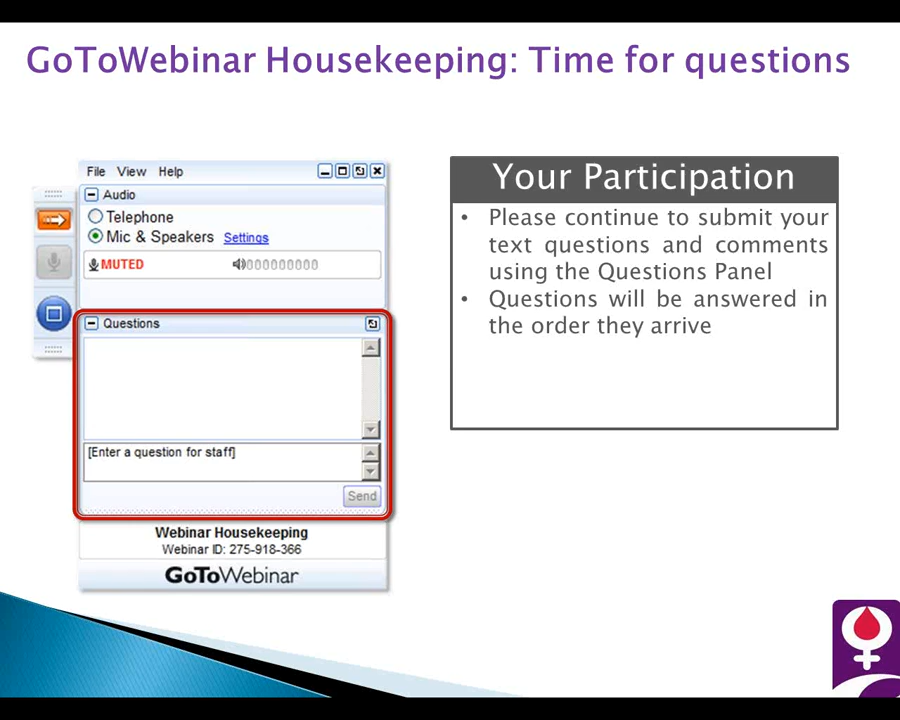 GoToWebinar Housekeeping: Time for questions
File View Help
Audio
Telephone
Mic & Speakers Settings
MUTED 000000000
Questions
[Enter a question for staff]
Send
Webinar Housekeeping
Webinar ID: 275-918-366
GoToWebinar
Your Participation
• Please continue to submit your
text questions and comments
using the Questions Panel
• Questions will be answered in
the order they arrive